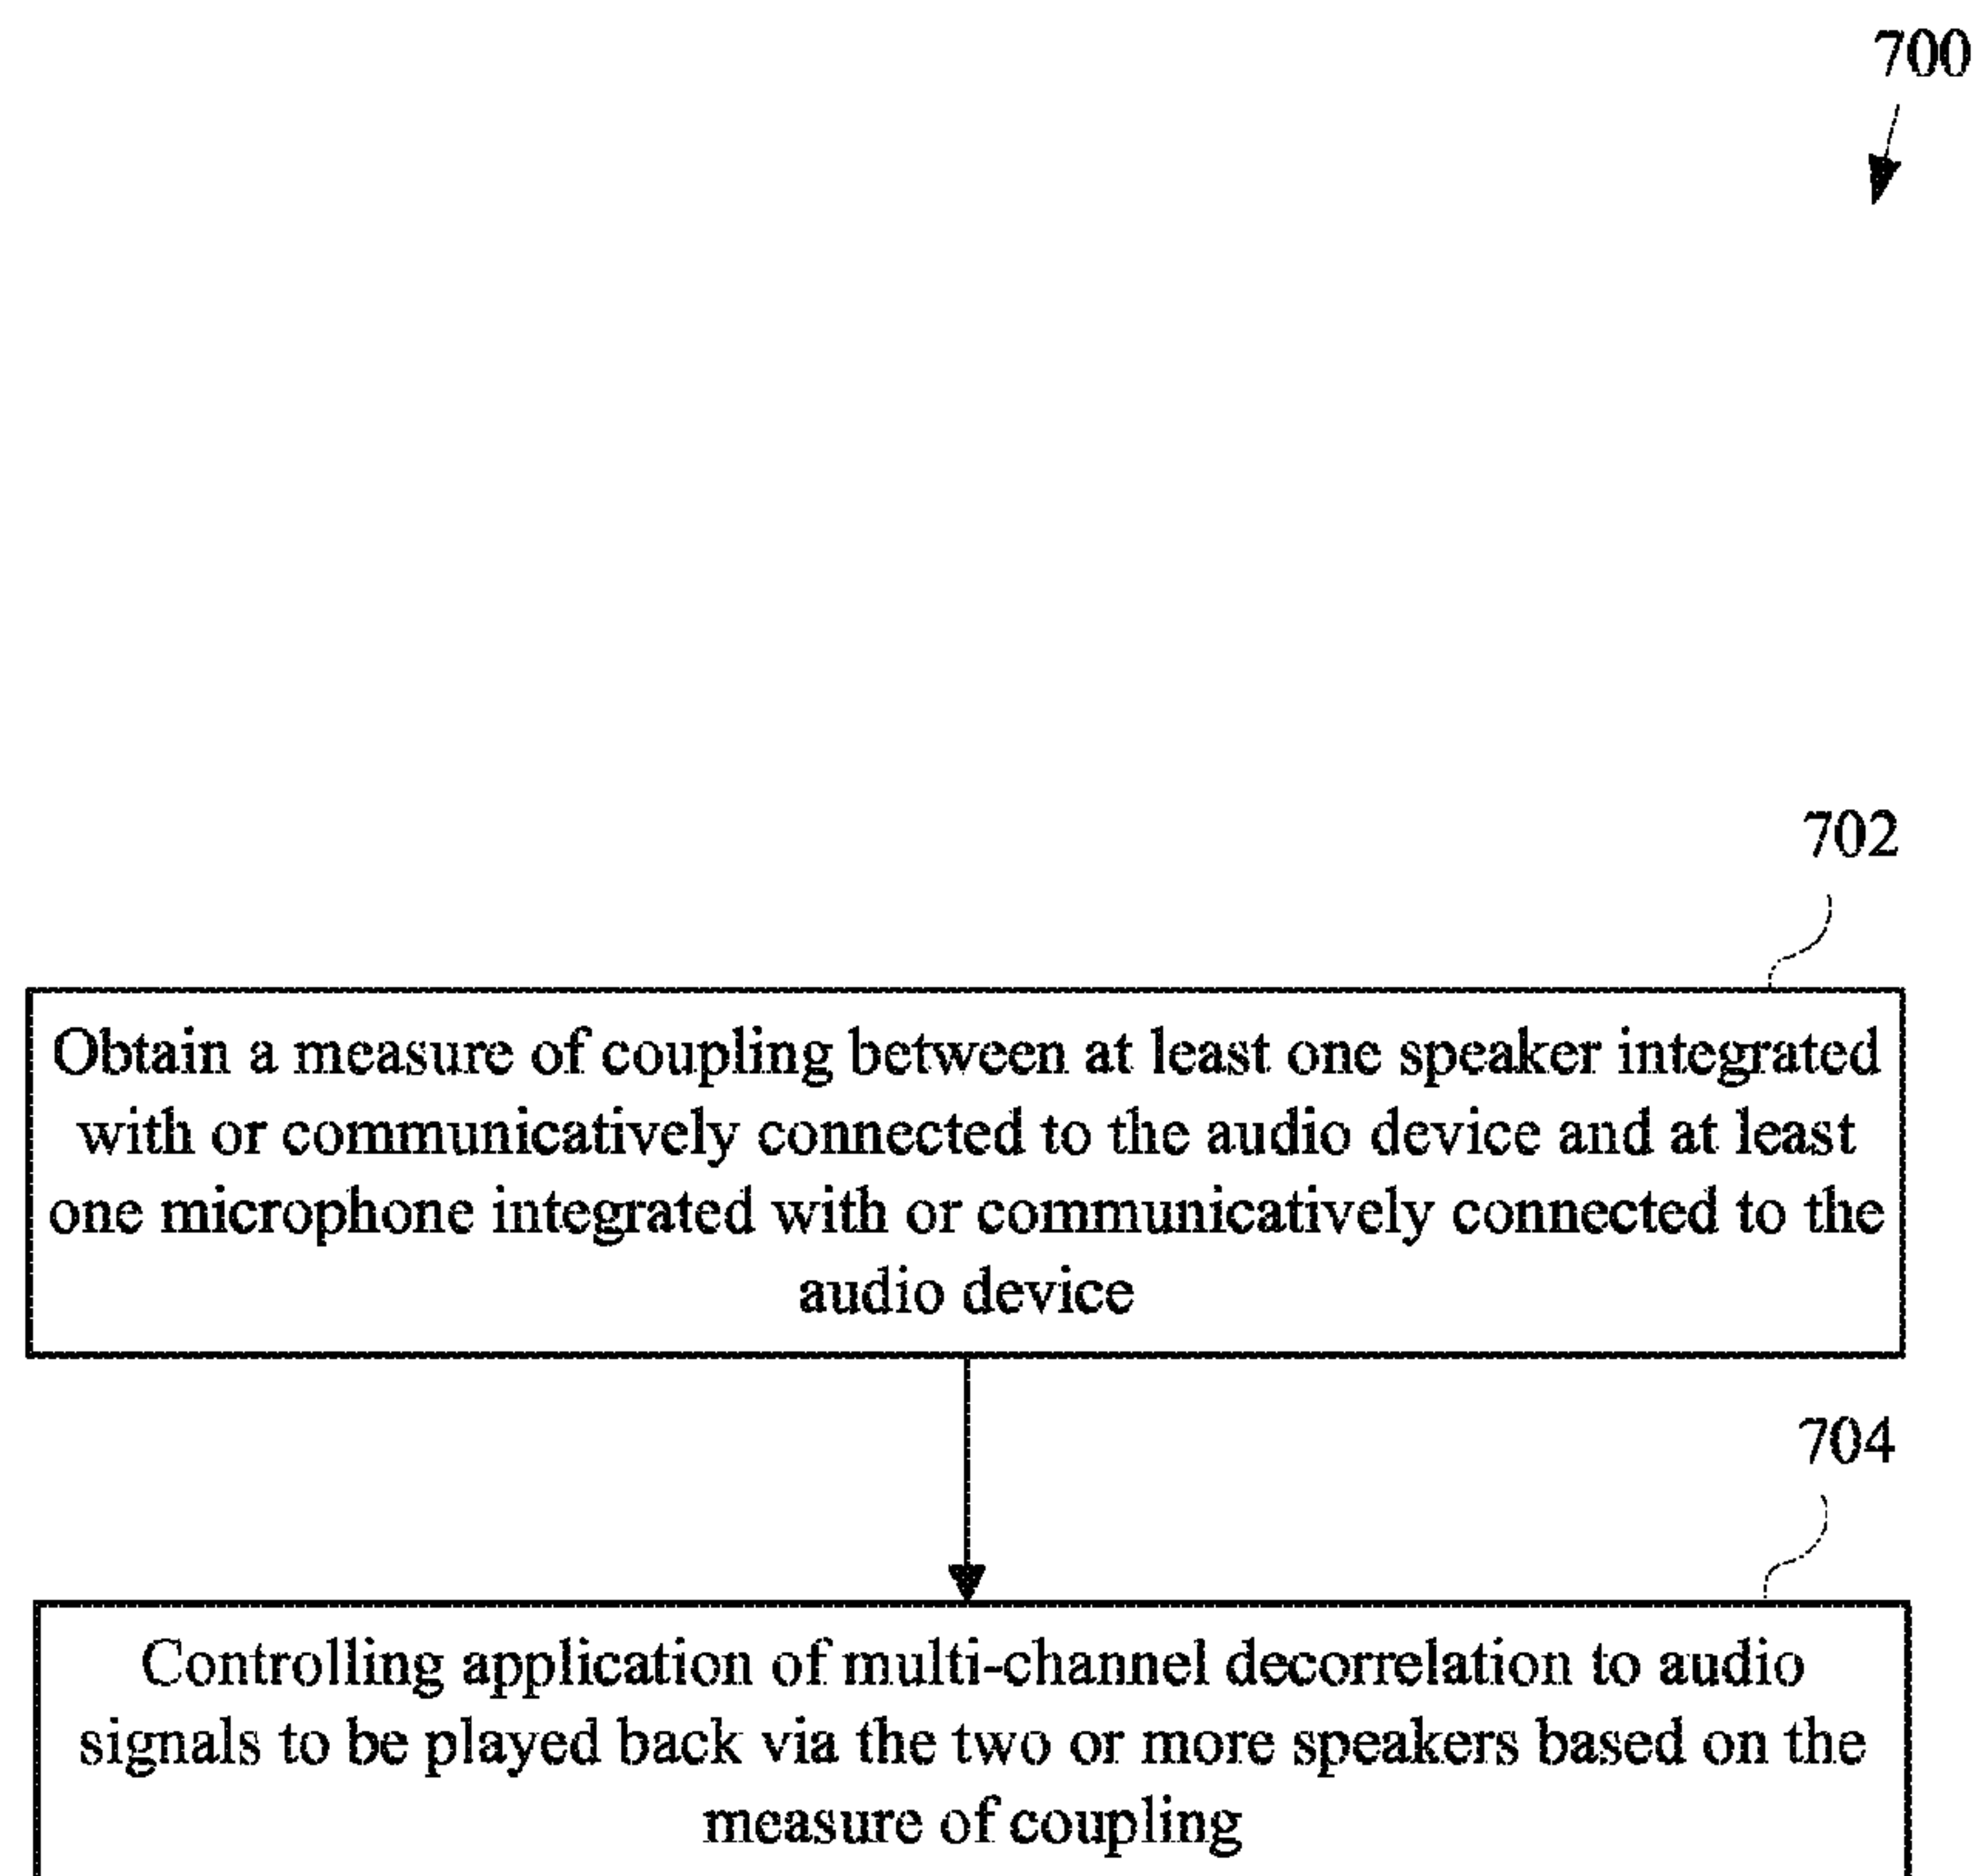 700
702
Obtain a measure of coupling between at least one speaker integrated
with or communicatively connected to the audio device and at least
one microphone integrated with or communicatively connected to the
audio device
704
Controlling application of multi-channel decorrelation to audio
signals to be played back via the two or more speakers based on the
measure of coupling